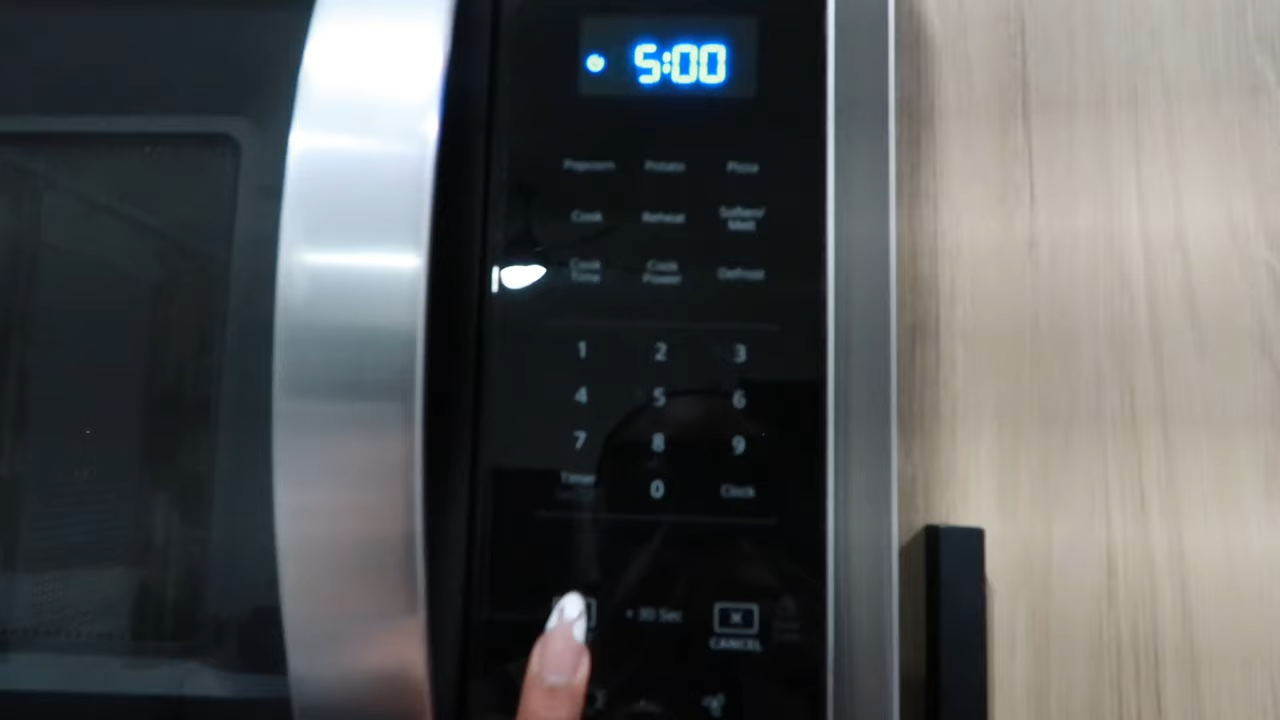 5:00
Popcorn Potato Pizza
Cook Reheat Soften/
Melt
Cook Cook Defrost
Time Power
1 2 3
4 5 6
7 8 9
Timer 0 Clock
+ 30 Sec
CANCEL